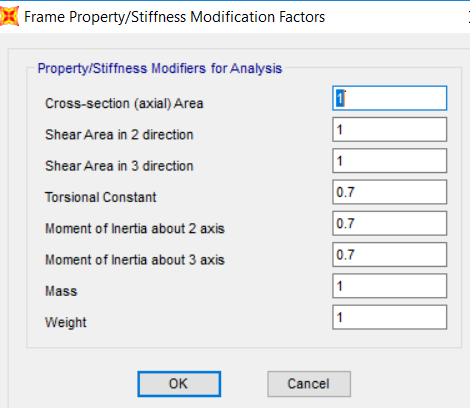 Frame Property/Stiffness Modification Factors
Property/Stiffness Modifiers for Analysis
Cross-section (axial) Area 1
Shear Area in 2 direction 1
Shear Area in 3 direction 1
Torsional Constant 0.7
Moment of Inertia about 2 axis 0.7
Moment of Inertia about 3 axis 0.7
Mass 1
Weight 1
OK Cancel